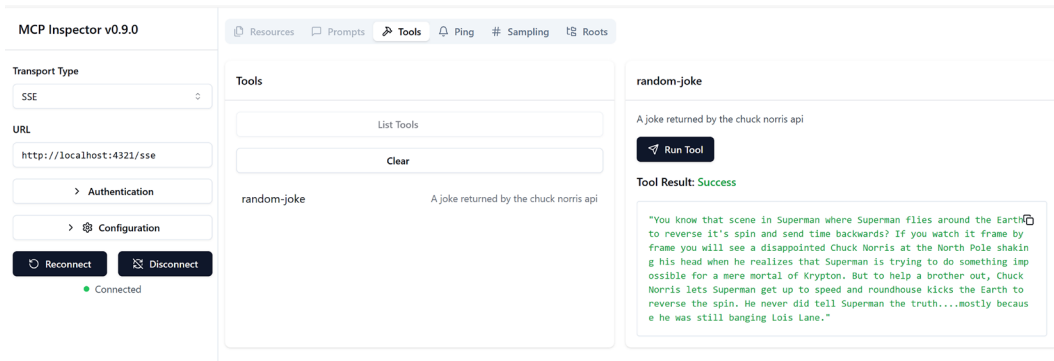 MCP Inspector v0.9.0
Transport Type
SSE
URL
http://localhost:4321/sse
Authentication
Configuration
Reconnect
Disconnect
Connected
Resources
Prompts
Tools
Ping
Sampling
Roots
Tools
List Tools
Clear
random-joke
A joke returned by the chuck norris api
random-joke
A joke returned by the chuck norris api
Run Tool
Tool Result: Success
"You know that scene in Superman where Superman flies around the Earth
to reverse it's spin and send time backwards? If you watch it frame by
frame you will see a disappointed Chuck Norris at the North Pole shakin
g his head when he realizes that Superman is trying to do something imp
ossible for a mere mortal of Krypton. But to help a brother out, Chuck
Norris lets Superman get up to speed and roundhouse kicks the Earth to
reverse the spin. He never did tell Superman the truth....mostly becaus
e he was still banging Lois Lane."